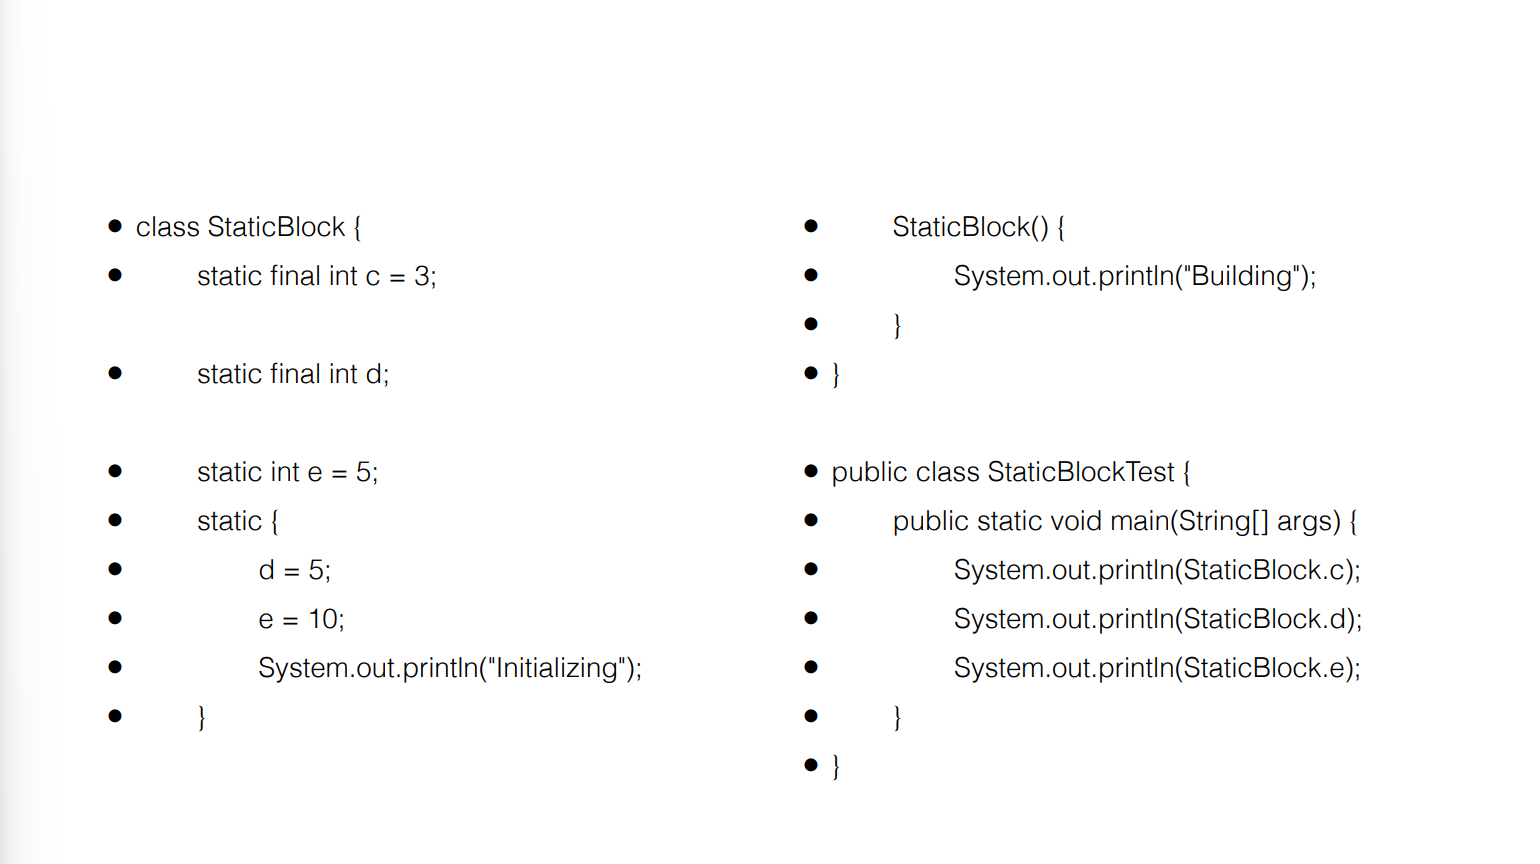 ● class StaticBlock {
● static final int c = 3;
● static final int d;
● static int e = 5;
● static {
● d = 5;
● e = 10;
● System.out.println("Initializing");
● }
● StaticBlock() {
● System.out.println("Building");
● }
● }
● public class StaticBlockTest {
● public static void main(String[] args) {
● System.out.println(StaticBlock.c);
● System.out.println(StaticBlock.d);
● System.out.println(StaticBlock.e);
● }
● }